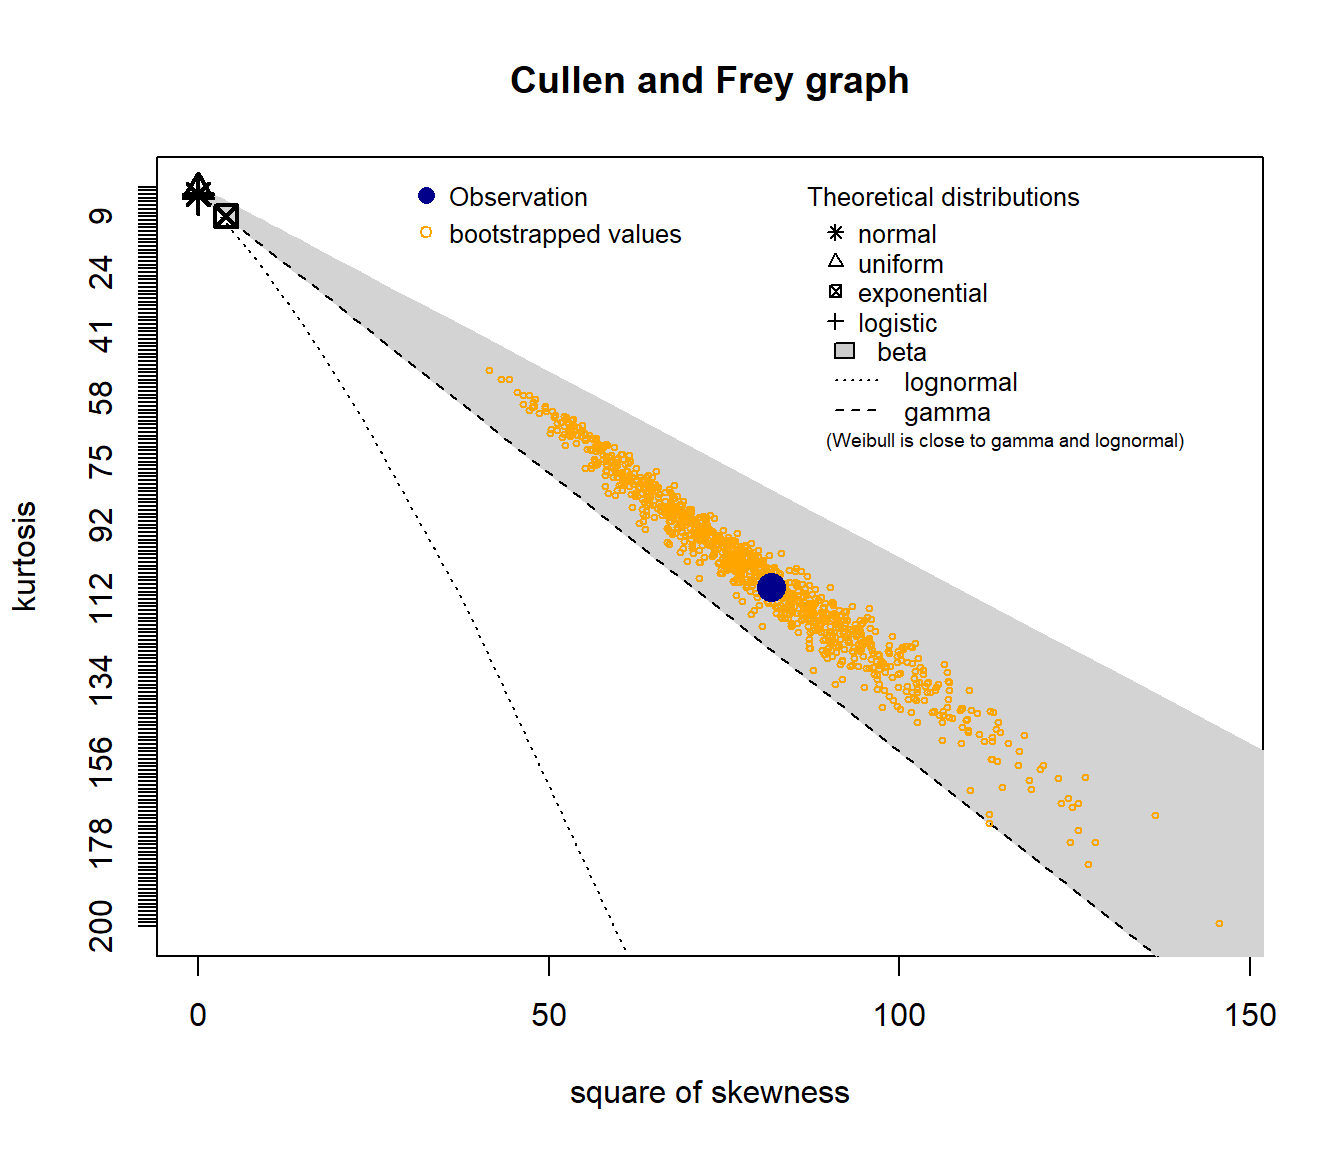 Cullen and Frey graph
Observation
bootstrapped values
Theoretical distributions
normal
uniform
exponential
logistic
beta
lognormal
gamma
(Weibull is close to gamma and lognormal)
kurtosis
9
24
41
58
75
92
112
134
156
178
200
0 50 100 150
square of skewness